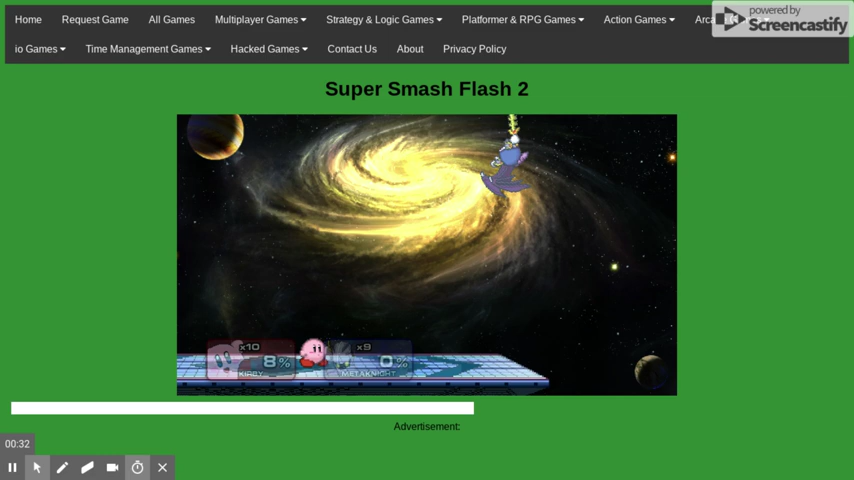 Home Request Game All Games Multiplayer Games Strategy & Logic Games Platformer & RPG Games Action Games
powered by
Screencastify
io Games Time Management Games Hacked Games Contact Us About Privacy Policy
Super Smash Flash 2
x10 x9
8% 0%
KIRBY METAKNIGHT
Advertisement:
00:32